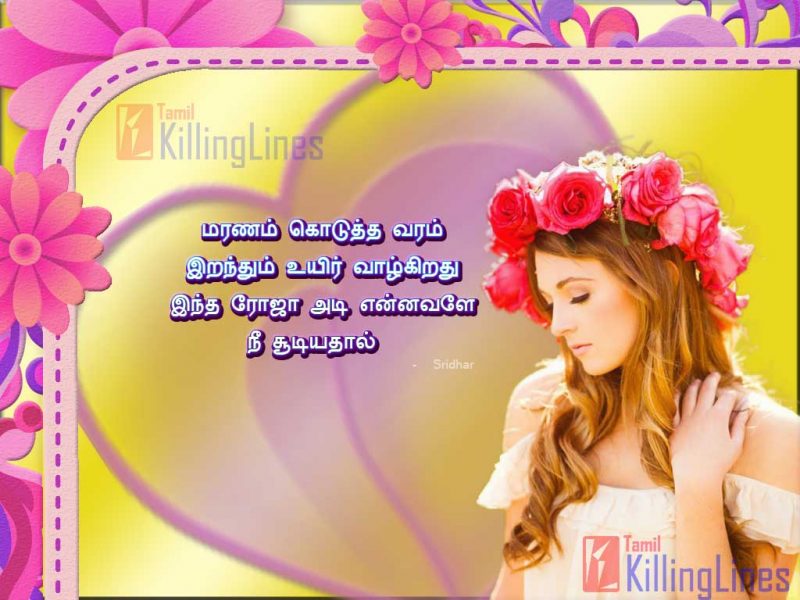 Tamil
KillingLines
மரணம் கொடுத்த வரம்
இறந்தும் உயிர் வாழ்கிறது
இந்த ரோஜா அடி என்னவளே
நீ சூடியதால்
- Sridhar
Tamil
KillingLines